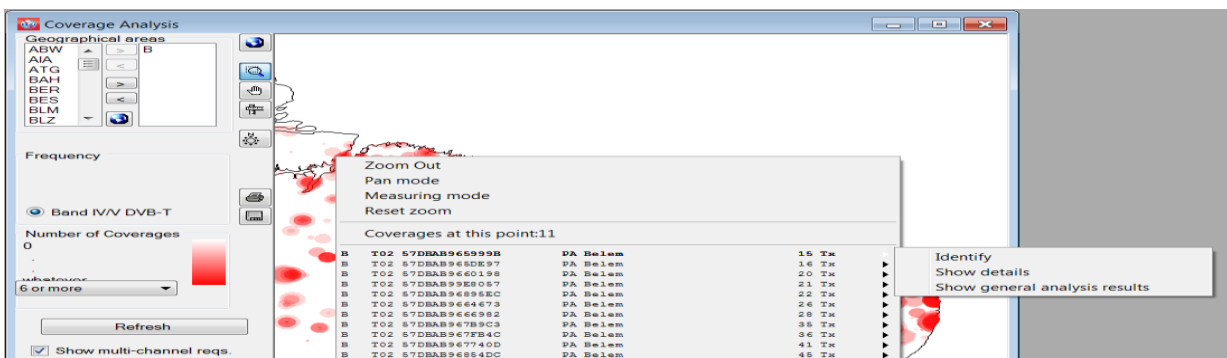 Coverage Analysis
Geographical areas
ABW
AIA
ATG
BAH
BER
BES
BLM
BLZ
>
<
>
<
B
Frequency
Band IV/V DVB-T
Number of Coverages
0
.
.
whatever
6 or more
Refresh
Show multi-channel reqs.
Zoom Out
Pan mode
Measuring mode
Reset zoom
Coverages at this point:11
B T02 57DBAB965999B PA Belem 15 Tx
B T02 57DBAB965DE97 PA Belem 16 Tx
B T02 57DBAB9660198 PA Belem 20 Tx
B T02 57DBAB99E8057 PA Belem 21 Tx
B T02 57DBAB96895EC PA Belem 22 Tx
B T02 57DBAB9664673 PA Belem 26 Tx
B T02 57DBAB9666982 PA Belem 28 Tx
B T02 57DBAB967B9C3 PA Belem 35 Tx
B T02 57DBAB967FB4C PA Belem 36 Tx
B T02 57DBAB967740D PA Belem 41 Tx
B T02 57DBAB96854DC PA Belem 45 Tx
Identify
Show details
Show general analysis results